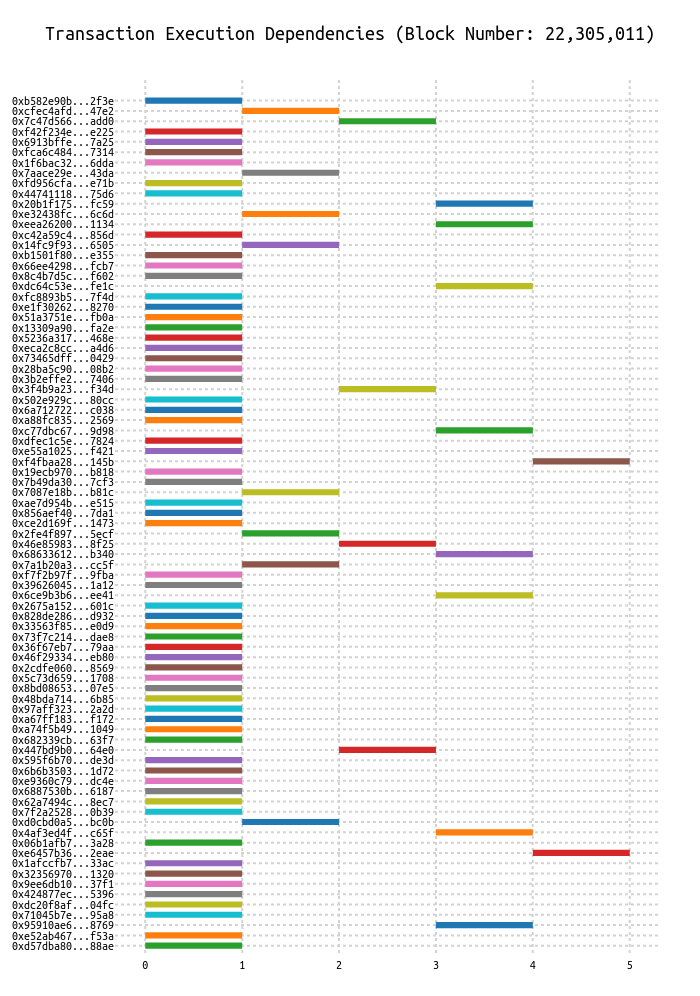 Transaction Execution Dependencies (Block Number: 22,305,011)
0xb582e90b...2f3e
0xcfec4afd...47e2
0x7c47d566...add0
0xf42f234e...e225
0x6913bffe...7a25
0xfca6c484...7314
0x1f6bac32...6dda
0x7aace29e...43da
0xfd956cfa...e71b
0x44741118...75d6
0x20b1f175...fc59
0xe32438fc...6c6d
0xeea26200...1134
0xc42a59c4...856d
0x14fc9f93...6505
0xb1501f80...e355
0x66ee4298...fcb7
0x8c4b7d5c...f602
0xdc64c53e...fe1c
0xfc8893b5...7f4d
0xe1f30262...8270
0x51a3751e...fb0a
0x13309a90...fa2e
0x5236a317...468e
0xeca2c8cc...a4d6
0x73465dff...0429
0x28ba5c90...08b2
0x3b2effe2...7406
0x3f4b9a23...f34d
0x502e929c...80cc
0x6a712722...c038
0xa88fc835...2569
0xc77dbc67...9d98
0xdfec1c5e...7824
0xe55a1025...f421
0xf4fbaa28...145b
0x19ecb970...b818
0x7b49da30...7cf3
0x7087e18b...b81c
0xae7d954b...e515
0x856aef40...7da1
0xce2d169f...1473
0x2fe4f897...5ecf
0x46e85983...8f25
0x68633612...b340
0x7a1b20a3...cc5f
0xf7f2b97f...9fba
0x39626045...1a12
0x6ce9b3b6...ee41
0x2675a152...601c
0x828de286...d932
0x33563f85...e0d9
0x73f7c214...dae8
0x36f67eb7...79aa
0x46f29334...eb80
0x2cdfe060...8569
0x5c73d659...1708
0x8bd08653...07e5
0x48bda714...6b85
0x97aff323...2a2d
0xa67ff183...f172
0xa74f5b49...1049
0x682339cb...63f7
0x447bd9b0...64e0
0x595f6b70...de3d
0x6b6b3503...1d72
0xe9360c79...dc4e
0x6887530b...6187
0x62a7494c...8ec7
0x7f2a2528...0b39
0xd0cbd0a5...bc0b
0x4af3ed4f...c65f
0x06b1afb7...3a28
0xe6457b36...2eae
0x1afccfb7...33ac
0x32356970...1320
0x9ee6db10...37f1
0x424877ec...5396
0xdc20f8af...04fc
0x71045b7e...95a8
0x95910ae6...8769
0xe52ab467...f53a
0xd57dba80...88ae
0 1 2 3 4 5